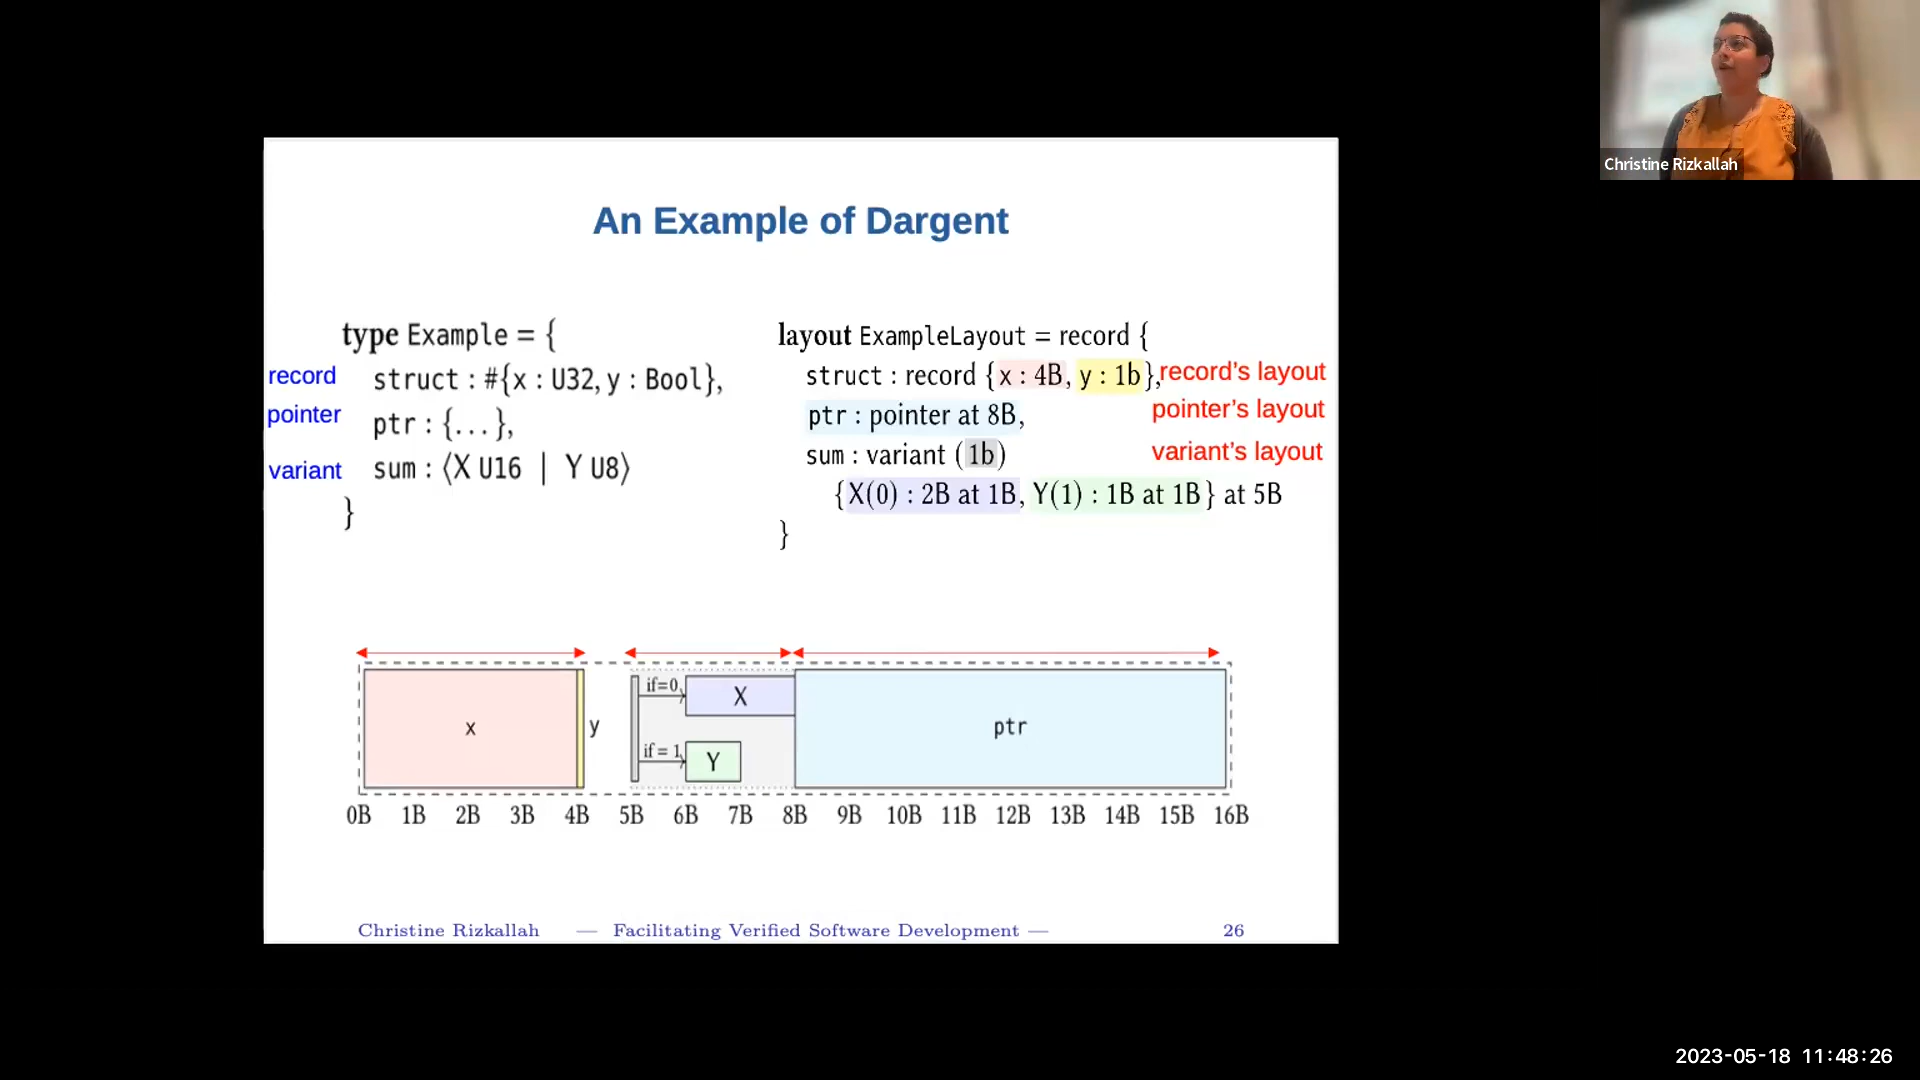 Christine Rizkallah
An Example of Dargent
type Example = {
record struct : #{x : U32, y : Bool},
pointer ptr : {...},
variant sum : ⟨X U16 | Y U8⟩
}
layout ExampleLayout = record {
struct : record {x : 4B, y : 1b}, record's layout
ptr : pointer at 8B, pointer's layout
sum : variant (1b) variant's layout
{X(0) : 2B at 1B, Y(1) : 1B at 1B} at 5B
}
if=0 X
x y ptr
if = 1 Y
0B 1B 2B 3B 4B 5B 6B 7B 8B 9B 10B 11B 12B 13B 14B 15B 16B
Christine Rizkallah — Facilitating Verified Software Development — 26
2023-05-18 11:48:26